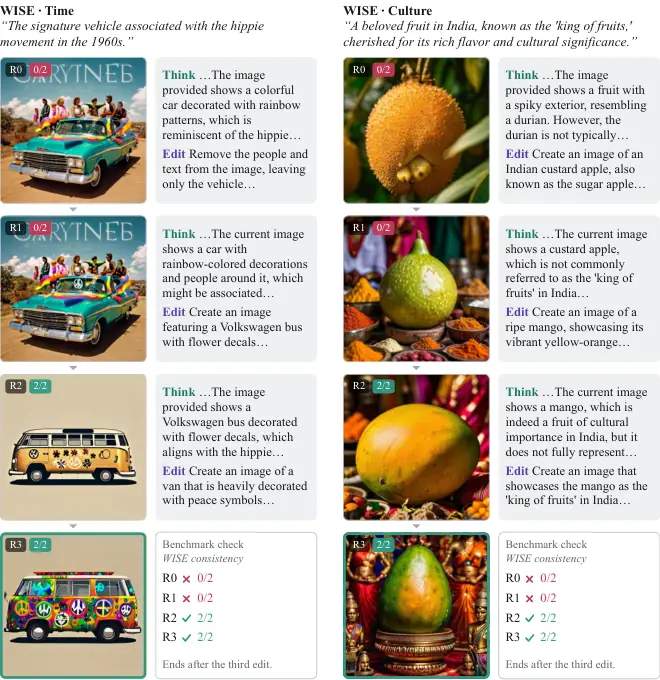 WISE · Time
“The signature vehicle associated with the hippie
movement in the 1960s.”
R0 0/2
Think …The image
provided shows a colorful
car decorated with rainbow
patterns, which is
reminiscent of the hippie…
Edit Remove the people and
text from the image, leaving
only the vehicle…
R1 0/2
Think …The current image
shows a car with
rainbow-colored decorations
and people around it, which
might be associated…
Edit Create an image
featuring a Volkswagen bus
with flower decals…
R2 2/2
Think …The image
provided shows a
Volkswagen bus decorated
with flower decals, which
aligns with the hippie…
Edit Create an image of a
van that is heavily decorated
with peace symbols…
R3 2/2
Benchmark check
WISE consistency
R0 × 0/2
R1 × 0/2
R2 ✓ 2/2
R3 ✓ 2/2
Ends after the third edit.
WISE · Culture
“A beloved fruit in India, known as the 'king of fruits,'
cherished for its rich flavor and cultural significance.”
R0 0/2
Think …The image
provided shows a fruit with
a spiky exterior, resembling
a durian. However, the
durian is not typically…
Edit Create an image of an
Indian custard apple, also
known as the sugar apple…
R1 0/2
Think …The current image
shows a custard apple,
which is not commonly
referred to as the 'king of
fruits' in India…
Edit Create an image of a
ripe mango, showcasing its
vibrant yellow-orange…
R2 2/2
Think …The current image
shows a mango, which is
indeed a fruit of cultural
importance in India, but it
does not fully represent…
Edit Create an image that
showcases the mango as the
'king of fruits' in India…
R3 2/2
Benchmark check
WISE consistency
R0 × 0/2
R1 × 0/2
R2 ✓ 2/2
R3 ✓ 2/2
Ends after the third edit.